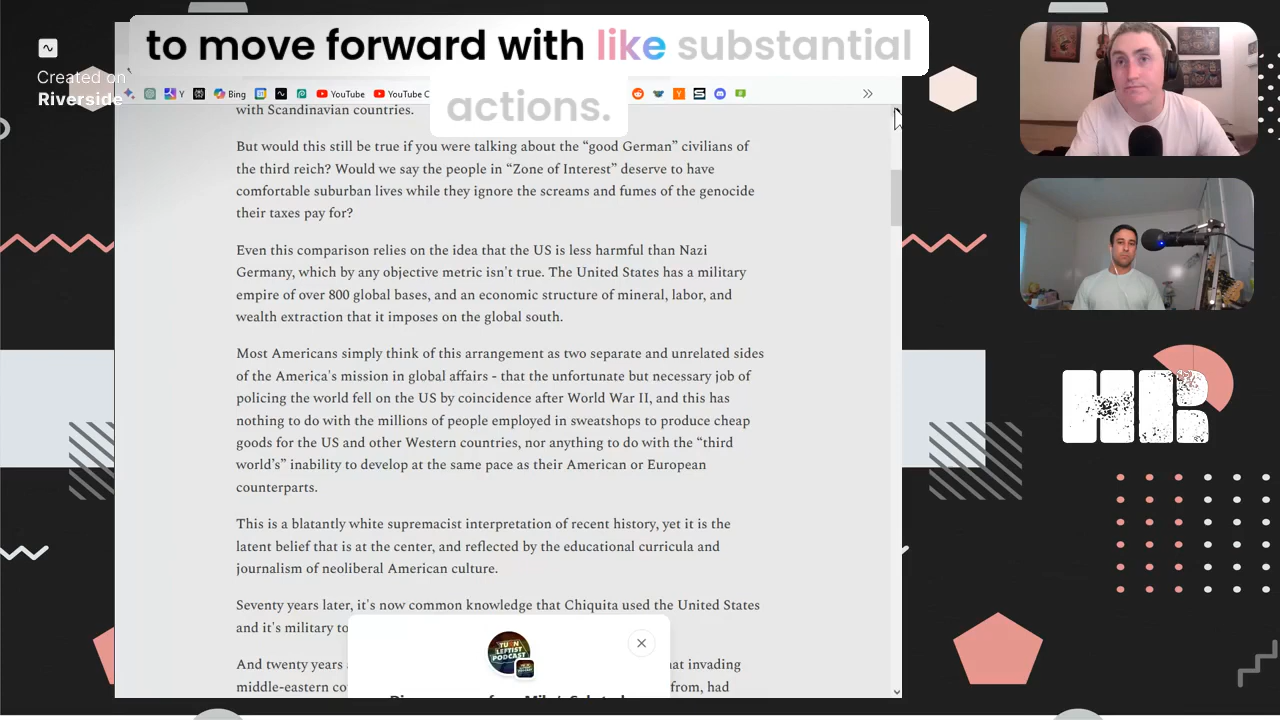 to move forward with like substantial
actions.
Created on
Riverside
Y
Bing
YouTube
YouTube C
with Scandinavian countries.
But would this still be true if you were talking about the “good German” civilians of
the third reich? Would we say the people in “Zone of Interest” deserve to have
comfortable suburban lives while they ignore the screams and fumes of the genocide
their taxes pay for?
Even this comparison relies on the idea that the US is less harmful than Nazi
Germany, which by any objective metric isn't true. The United States has a military
empire of over 800 global bases, and an economic structure of mineral, labor, and
wealth extraction that it imposes on the global south.
Most Americans simply think of this arrangement as two separate and unrelated sides
of the America's mission in global affairs - that the unfortunate but necessary job of
policing the world fell on the US by coincidence after World War II, and this has
nothing to do with the millions of people employed in sweatshops to produce cheap
goods for the US and other Western countries, nor anything to do with the “third
world’s” inability to develop at the same pace as their American or European
counterparts.
This is a blatantly white supremacist interpretation of recent history, yet it is the
latent belief that is at the center, and reflected by the educational curricula and
journalism of neoliberal American culture.
Seventy years later, it's now common knowledge that Chiquita used the United States
and it's military to
And twenty years
hat invading
middle-eastern co
from, had
TURN
LEFTIST
PODCAST
HR